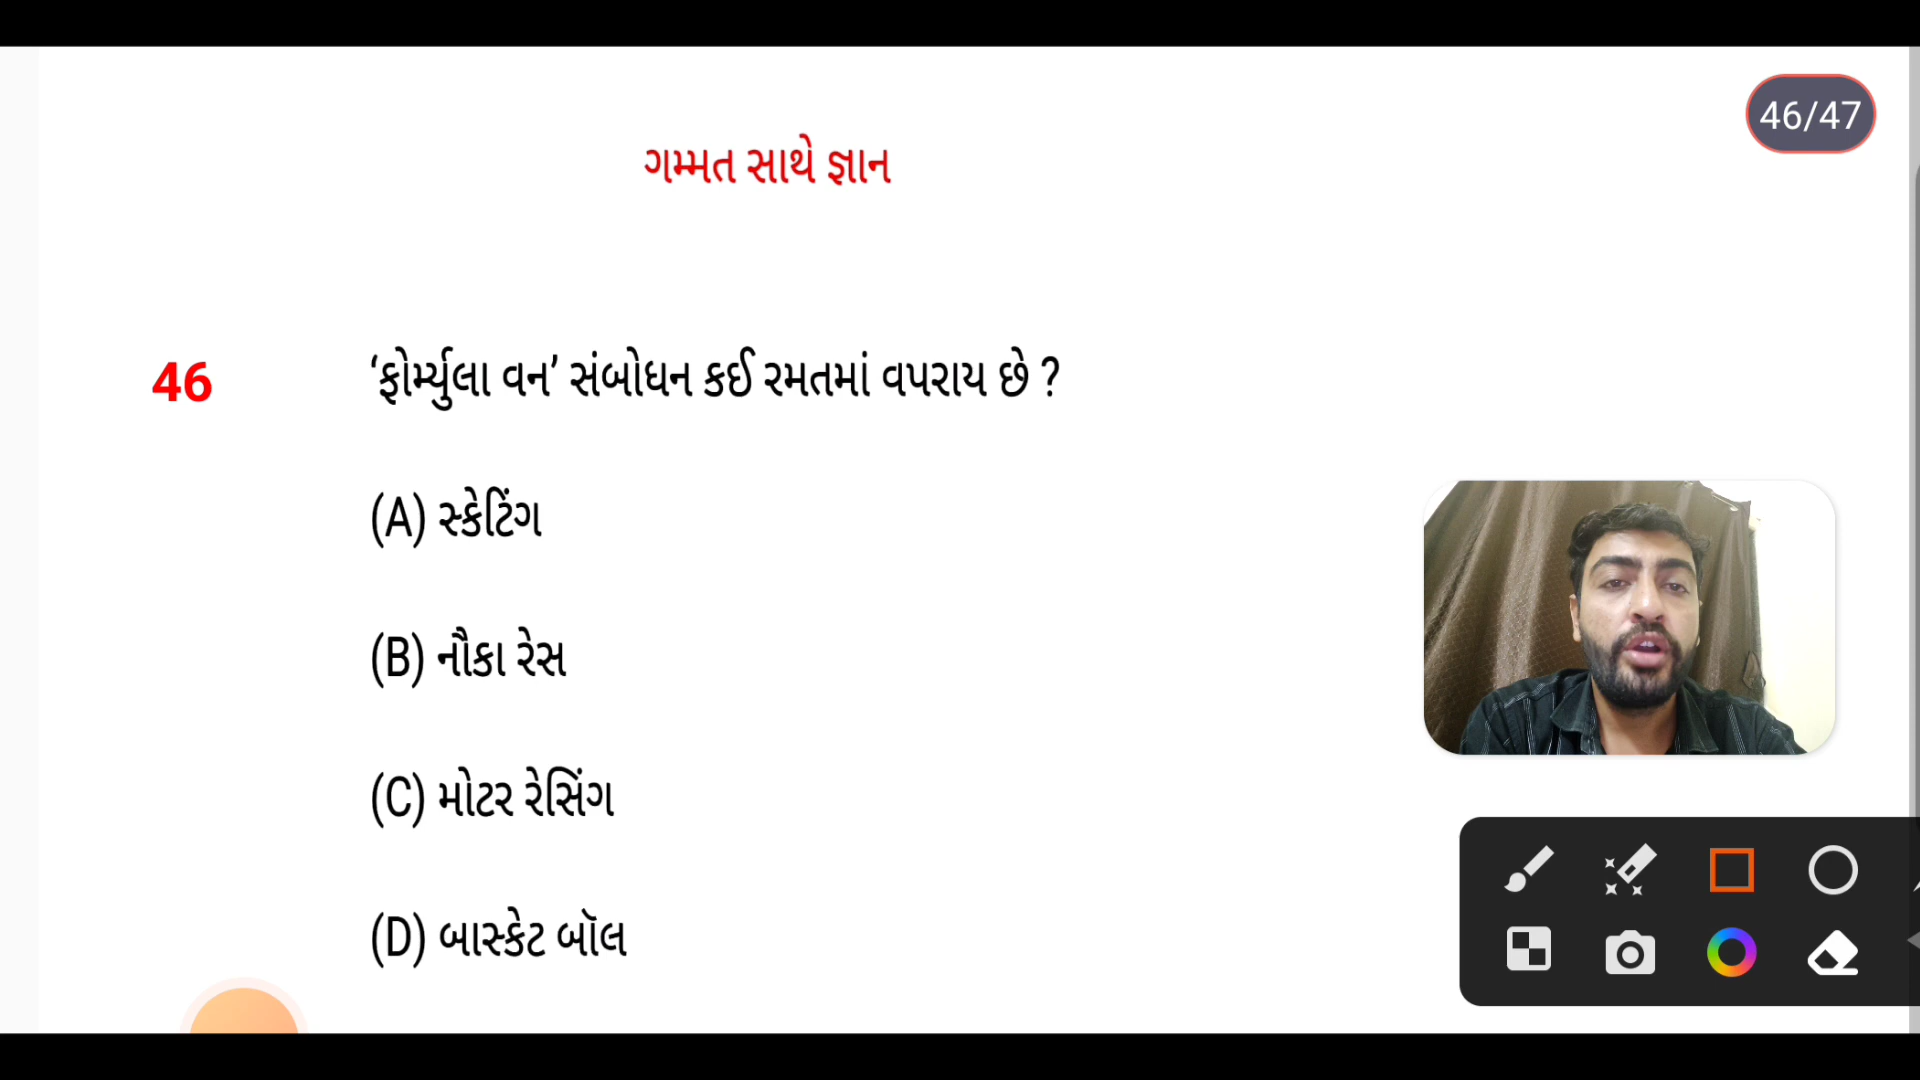 46/47
ગમ્મત સાથે જ્ઞાન
46 ‘ફોર્મ્યુલા વન’ સંબોધન કઈ રમતમાં વપરાય છે ?
(A) સ્કેટિંગ
(B) નૌકા રેસ
(C) મોટર રેસિંગ
(D) બાસ્કેટ બૉલ